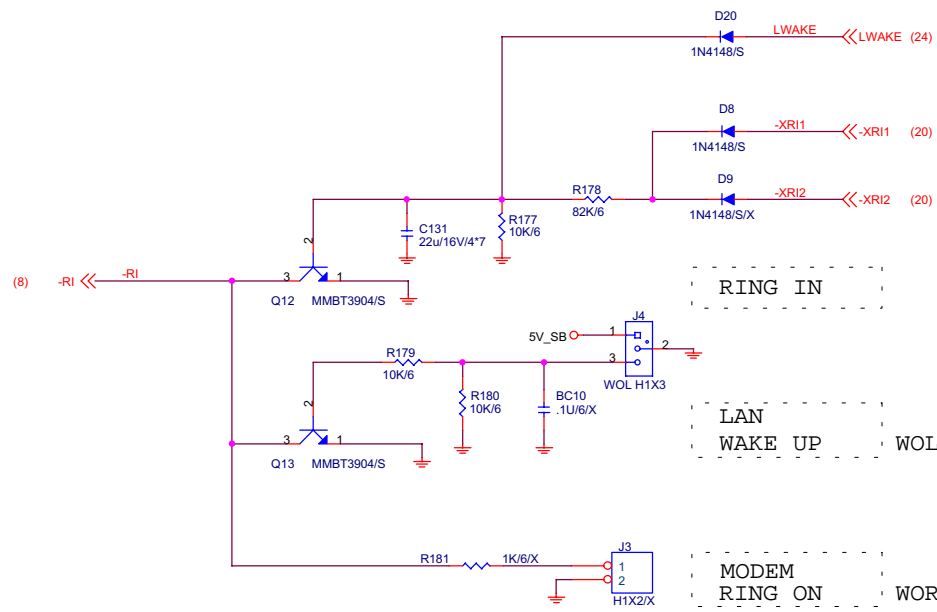 D20
LWAKE
LWAKE (24)
1N4148/S
D8
-XRI1
-XRI1 (20)
1N4148/S
D9
R178
-XRI2
-XRI2 (20)
82K/6
1N4148/S/X
C131
22u/16V/4*7
R177
10K/6
2
(8) -RI
-RI
3
1
Q12 MMBT3904/S
RING IN
J4
5V_SB
1
2
3
WOL H1X3
R179
10K/6
R180
10K/6
BC10
.1U/6/X
2
3
1
Q13 MMBT3904/S
LAN
WAKE UP WOL
J3
R181 1K/6/X
1
2
H1X2/X
MODEM
RING ON WOR